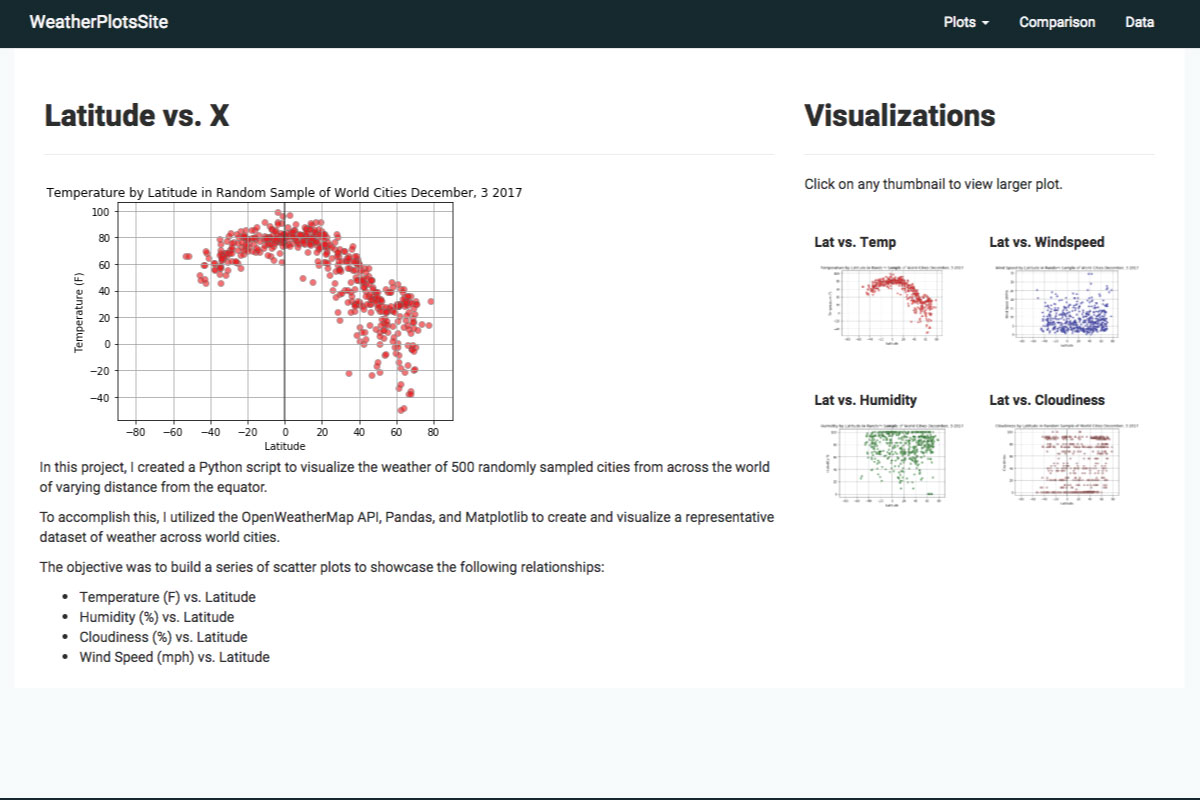 WeatherPlotsSite
Plots
Comparison
Data
Latitude vs. X
Temperature by Latitude in Random Sample of World Cities December, 3 2017
Temperature (F)
100
80
60
40
20
0
−20
−40
−80 −60 −40 −20 0 20 40 60 80
Latitude
In this project, I created a Python script to visualize the weather of 500 randomly sampled cities from across the world
of varying distance from the equator.
To accomplish this, I utilized the OpenWeatherMap API, Pandas, and Matplotlib to create and visualize a representative
dataset of weather across world cities.
The objective was to build a series of scatter plots to showcase the following relationships:
• Temperature (F) vs. Latitude
• Humidity (%) vs. Latitude
• Cloudiness (%) vs. Latitude
• Wind Speed (mph) vs. Latitude
Visualizations
Click on any thumbnail to view larger plot.
Lat vs. Temp
Lat vs. Windspeed
Lat vs. Humidity
Lat vs. Cloudiness